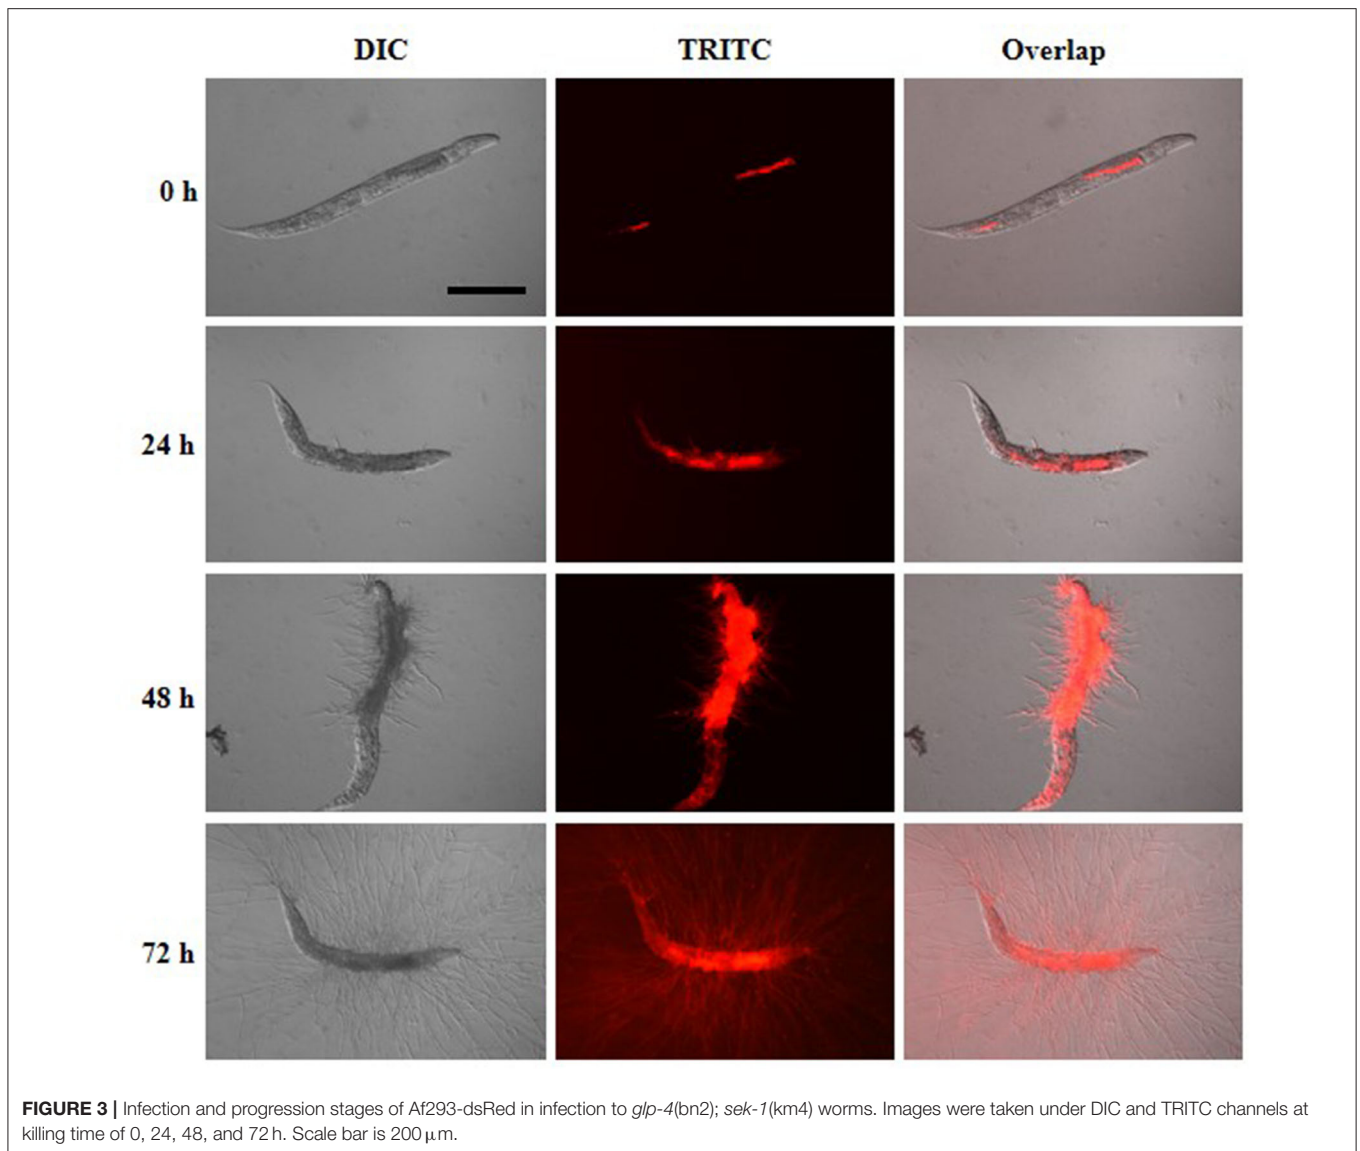 DIC TRITC Overlap
0 h
24 h
48 h
72 h
FIGURE 3 | Infection and progression stages of Af293-dsRed in infection to glp-4(bn2); sek-1(km4) worms. Images were taken under DIC and TRITC channels at
killing time of 0, 24, 48, and 72 h. Scale bar is 200 μm.